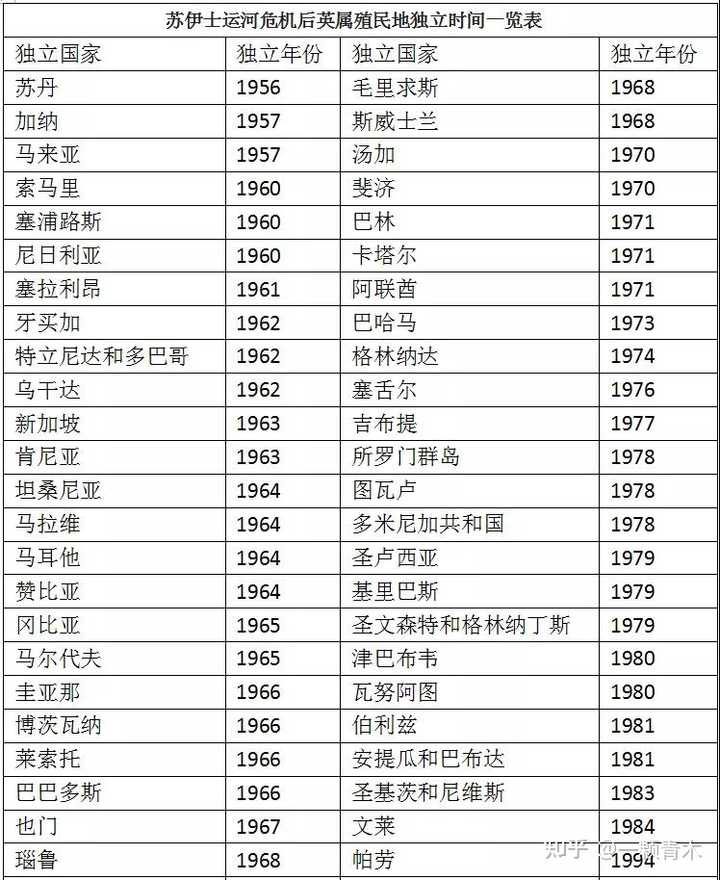 苏伊士运河危机后英属殖民地独立时间一览表
独立国家 独立年份 独立国家 独立年份
苏丹 1956 毛里求斯 1968
加纳 1957 斯威士兰 1968
马来亚 1957 汤加 1970
索马里 1960 斐济 1970
塞浦路斯 1960 巴林 1971
尼日利亚 1960 卡塔尔 1971
塞拉利昂 1961 阿联酋 1971
牙买加 1962 巴哈马 1973
特立尼达和多巴哥 1962 格林纳达 1974
乌干达 1962 塞舌尔 1976
新加坡 1963 吉布提 1977
肯尼亚 1963 所罗门群岛 1978
坦桑尼亚 1964 图瓦卢 1978
马拉维 1964 多米尼加共和国 1978
马耳他 1964 圣卢西亚 1979
赞比亚 1964 基里巴斯 1979
冈比亚 1965 圣文森特和格林纳丁斯 1979
马尔代夫 1965 津巴布韦 1980
圭亚那 1966 瓦努阿图 1980
博茨瓦纳 1966 伯利兹 1981
莱索托 1966 安提瓜和巴布达 1981
巴巴多斯 1966 圣基茨和尼维斯 1983
也门 1967 文莱 1984
瑙鲁 1968 帕劳 1994
知乎 @一颗青木